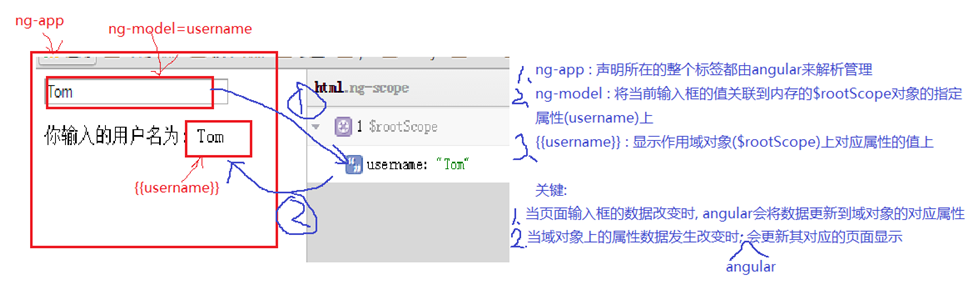 ng-app
ng-model=username
Tom
你输入的用户名为: Tom
{{username}}
1
2
html.ng-scope
1 $rootScope
username: "Tom"
1、ng-app : 声明所在的整个标签都由angular来解析管理
2、ng-model : 将当前输入框的值关联到内存的$rootScope对象的指定
属性(username)上
3、{{username}} : 显示作用域对象($rootScope)上对应属性的值上
关键:
1、当页面输入框的数据改变时, angular会将数据更新到域对象的对应属性
2、当域对象上的属性数据发生改变时; 会更新其对应的页面显示
angular